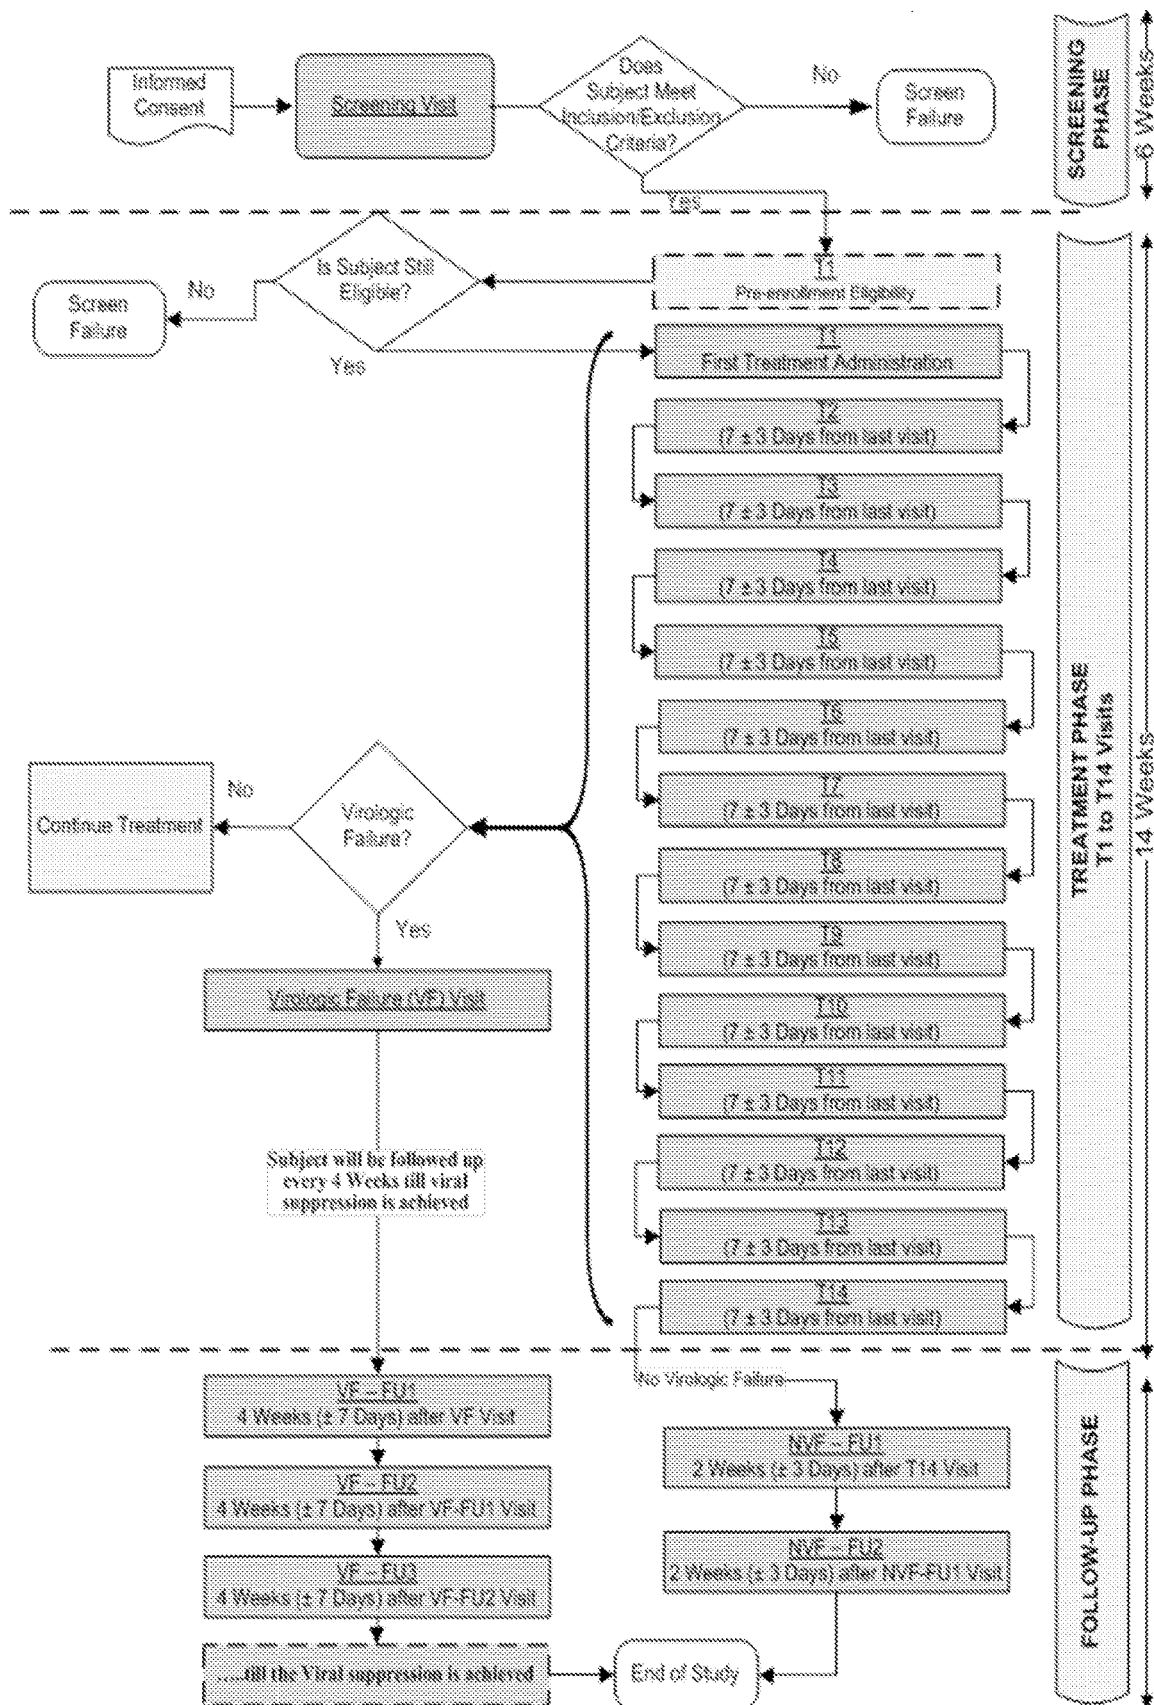 Informed
Consent
Screening Visit
Does
Subject Meet
Inclusion/Exclusion
Criteria?
No
Screen
Failure
Yes
SCREENING
PHASE
6 Weeks
T1
Pre-enrollment Eligibility
Is Subject Still
Eligible?
No
Screen
Failure
Yes
T1
First Treatment Administration
T2
(7 ± 3 Days from last visit)
T3
(7 ± 3 Days from last visit)
T4
(7 ± 3 Days from last visit)
T5
(7 ± 3 Days from last visit)
T6
(7 ± 3 Days from last visit)
T7
(7 ± 3 Days from last visit)
T8
(7 ± 3 Days from last visit)
T9
(7 ± 3 Days from last visit)
T10
(7 ± 3 Days from last visit)
T11
(7 ± 3 Days from last visit)
T12
(7 ± 3 Days from last visit)
T13
(7 ± 3 Days from last visit)
T14
(7 ± 3 Days from last visit)
TREATMENT PHASE
T1 to T14 Visits
14 Weeks
Virologic
Failure?
No
Continue Treatment
Yes
Virologic Failure (VF) Visit
Subject will be followed up
every 4 Weeks till viral
suppression is achieved
VF – FU1
4 Weeks (± 7 Days) after VF Visit
VF – FU2
4 Weeks (± 7 Days) after VF-FU1 Visit
VF – FU3
4 Weeks (± 7 Days) after VF-FU2 Visit
.....till the Viral suppression is achieved
No Virologic Failure
NVF – FU1
2 Weeks (± 3 Days) after T14 Visit
NVF – FU2
2 Weeks (± 3 Days) after NVF-FU1 Visit
End of Study
FOLLOW-UP PHASE